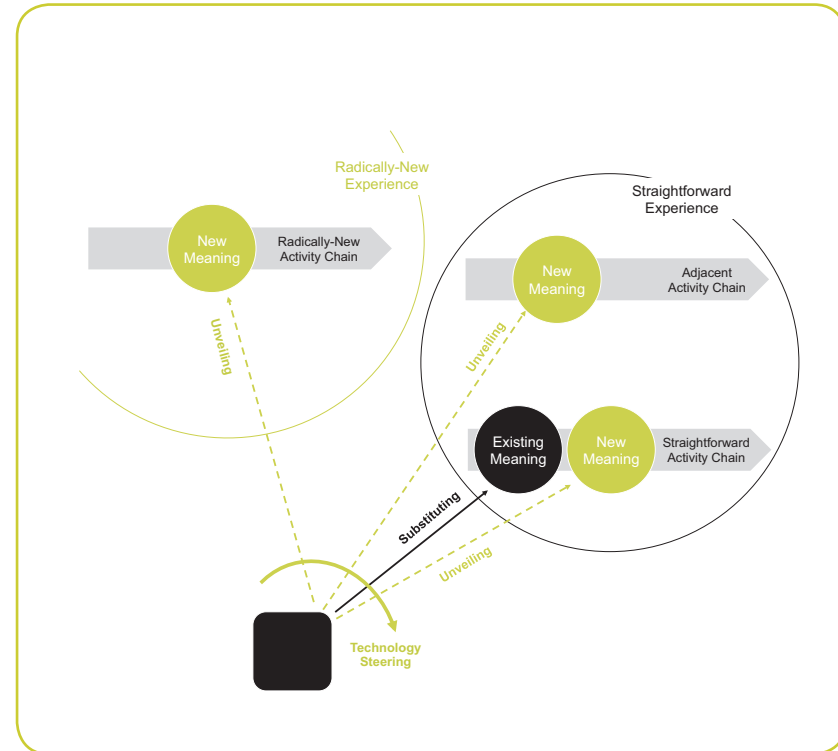 Radically-New
Experience
New
Meaning
Radically-New
Activity Chain
Unveiling
Straightforward
Experience
New
Meaning
Adjacent
Activity Chain
Unveiling
Existing
Meaning
New
Meaning
Straightforward
Activity Chain
Substituting
Unveiling
Technology
Steering